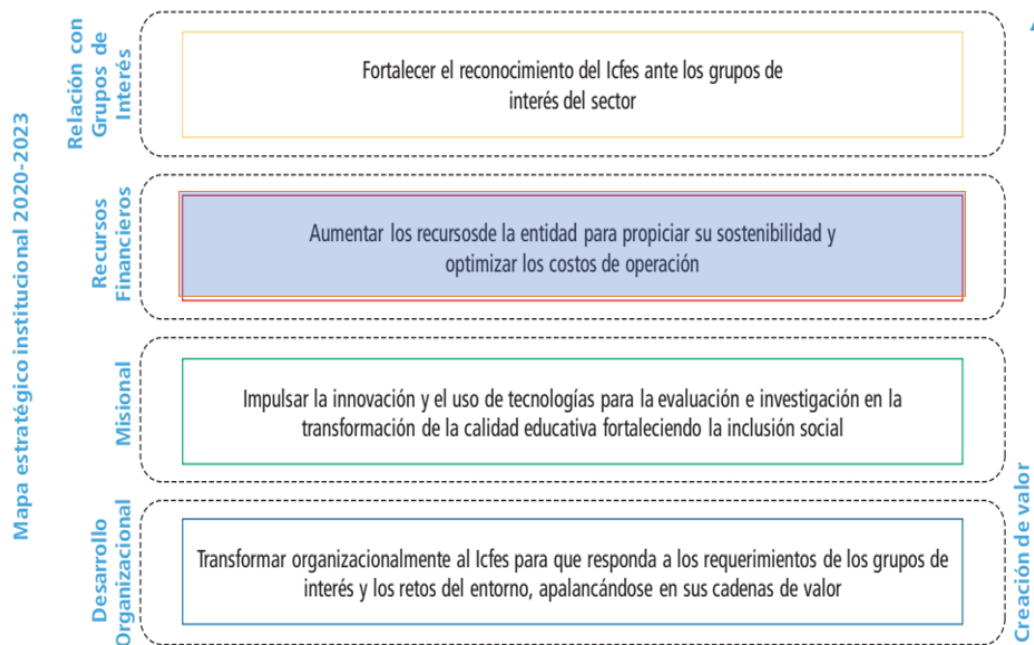 Mapa estratégico institucional 2020-2023
Relación con
Grupos de
Interés
Fortalecer el reconocimiento del Icfes ante los grupos de
interés del sector
Recursos
Financieros
Aumentar los recursosde la entidad para propiciar su sostenibilidad y
optimizar los costos de operación
Misional
Impulsar la innovación y el uso de tecnologías para la evaluación e investigación en la
transformación de la calidad educativa fortaleciendo la inclusión social
Desarrollo
Organizacional
Transformar organizacionalmente al Icfes para que responda a los requerimientos de los grupos de
interés y los retos del entorno, apalancándose en sus cadenas de valor
Creación de valor